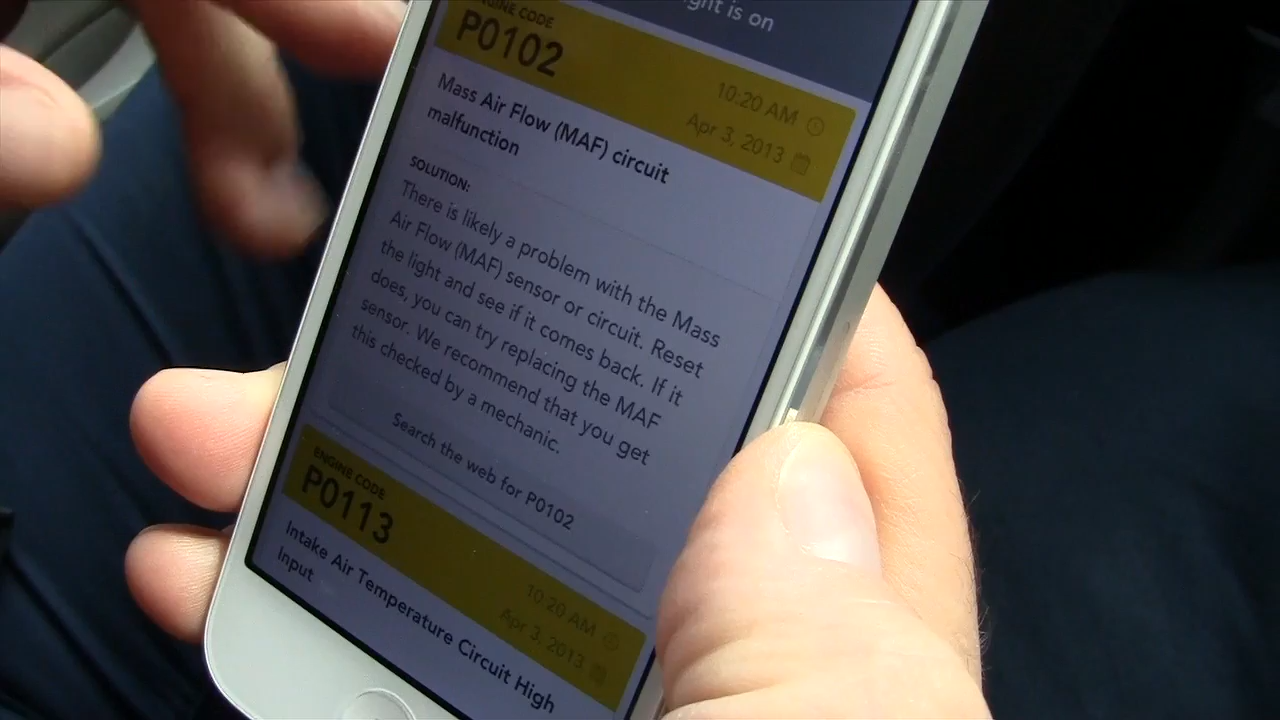 light is on
ENGINE CODE
P0102
10:20 AM
Apr 3, 2013
Mass Air Flow (MAF) circuit
malfunction
SOLUTION:
There is likely a problem with the Mass
Air Flow (MAF) sensor or circuit. Reset
the light and see if it comes back. If it
does, you can try replacing the MAF
sensor. We recommend that you get
this checked by a mechanic.
Search the web for P0102
ENGINE CODE
P0113
10:20 AM
Apr 3, 2013
Intake Air Temperature Circuit High
Input